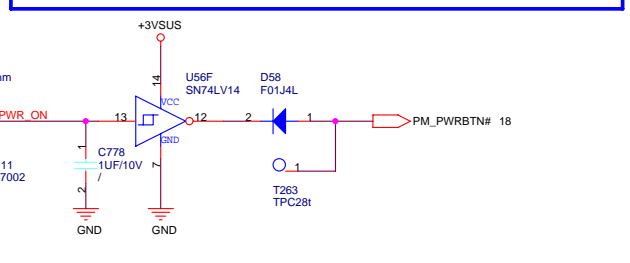 +3VSUS
14
U56F
SN74LV14
D58
F01J4L
VCC
PWR_ON
13
12
2
1
PM_PWRBTN# 18
GND
1
C778
1UF/10V
/
7
1
11
7002
2
T263
TPC28t
GND
GND